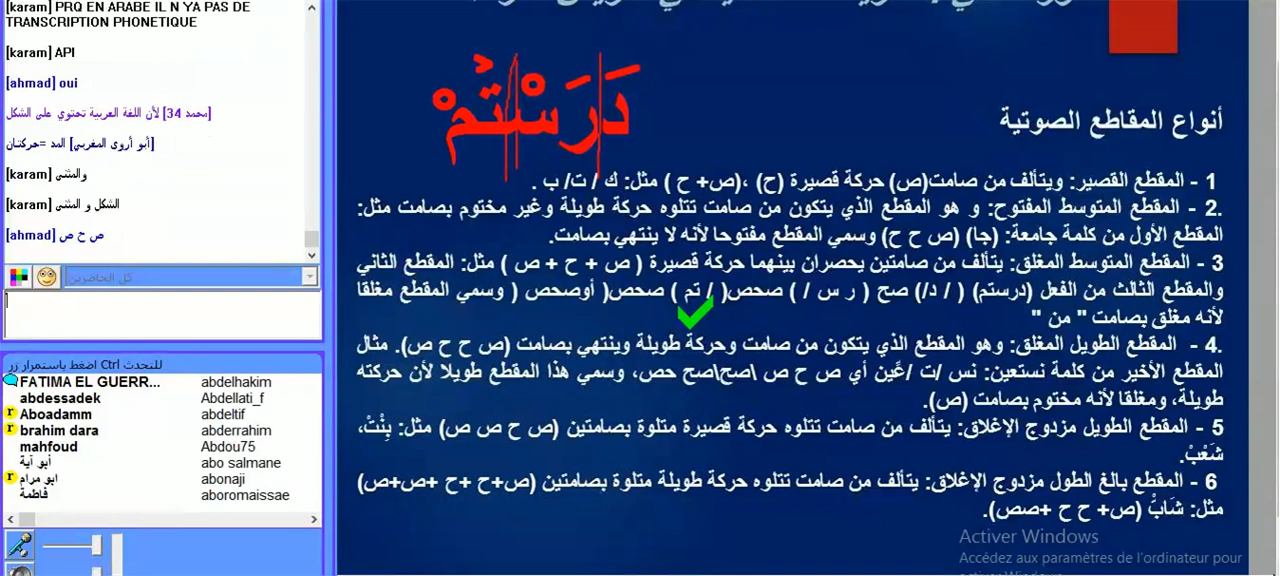 [karam] PRQ EN ARABE IL N YA PAS DE
TRANSCRIPTION PHONETIQUE
[karam] API
[ahmad] oui
[محمد 34] لأن اللغة العربية تحتوي على الشكل
[أبو أروى المغربي] المد =حركتان
[karam] والمثنى
[karam] الشكل و المثنى
[ahmad] ص ح ص
كل الحاضرين
للتحدث Ctrl اضغط باستمرار زر
FATIMA EL GUERR... abdelhakim
abdessadek Abdellati_f
Aboadamm abdeltif
brahim dara abderrahim
mahfoud Abdou75
أبو آية abo salmane
ابو مرام abonaji
فاطمة aboromaissae
دَرَسْتُمْ
أنواع المقاطع الصوتية
1 - المقطع القصير: ويتألف من صامت(ص) حركة قصيرة (ح) ،(ص+ ح ) مثل: ك / ت/ ب .
.2 - المقطع المتوسط المفتوح: و هو المقطع الذي يتكون من صامت تتلوه حركة طويلة وغير مختوم بصامت مثل:
المقطع الأول من كلمة جامعة: (جا) (ص ح ح) وسمي المقطع مفتوحا لأنه لا ينتهي بصامت.
3 - المقطع المتوسط المغلق: يتألف من صامتين يحصران بينهما حركة قصيرة ( ص + ح + ص ) مثل: المقطع الثاني
والمقطع الثالث من الفعل (درستم) ( / د/) صح ( ر س / ) صحص( / تم ) صحص( أوصحص ( وسمي المقطع مغلقا
لأنه مغلق بصامت " من "
.4 - المقطع الطويل المغلق: وهو المقطع الذي يتكون من صامت وحركة طويلة وينتهي بصامت (ص ح ح ص). مثال
المقطع الأخير من كلمة نستعين: نس /ت /عين أي ص ح ص \صح\صح حص، وسمي هذا المقطع طويلا لأن حركته
طويلة، ومغلقا لأنه مختوم بصامت (ص).
5 - المقطع الطويل مزدوج الإغلاق: يتألف من صامت تتلوه حركة قصيرة متلوة بصامتين (ص ح ص ص) مثل: بِنْتْ،
شَعْبْ.
6 - المقطع بالغ الطول مزدوج الإغلاق: يتألف من صامت تتلوه حركة طويلة متلوة بصامتين (ص+ح +ح +ص+ص)
مثل: شَابّْ (ص+ ح ح +صص).
Activer Windows
Accédez aux paramètres de l'ordinateur pour